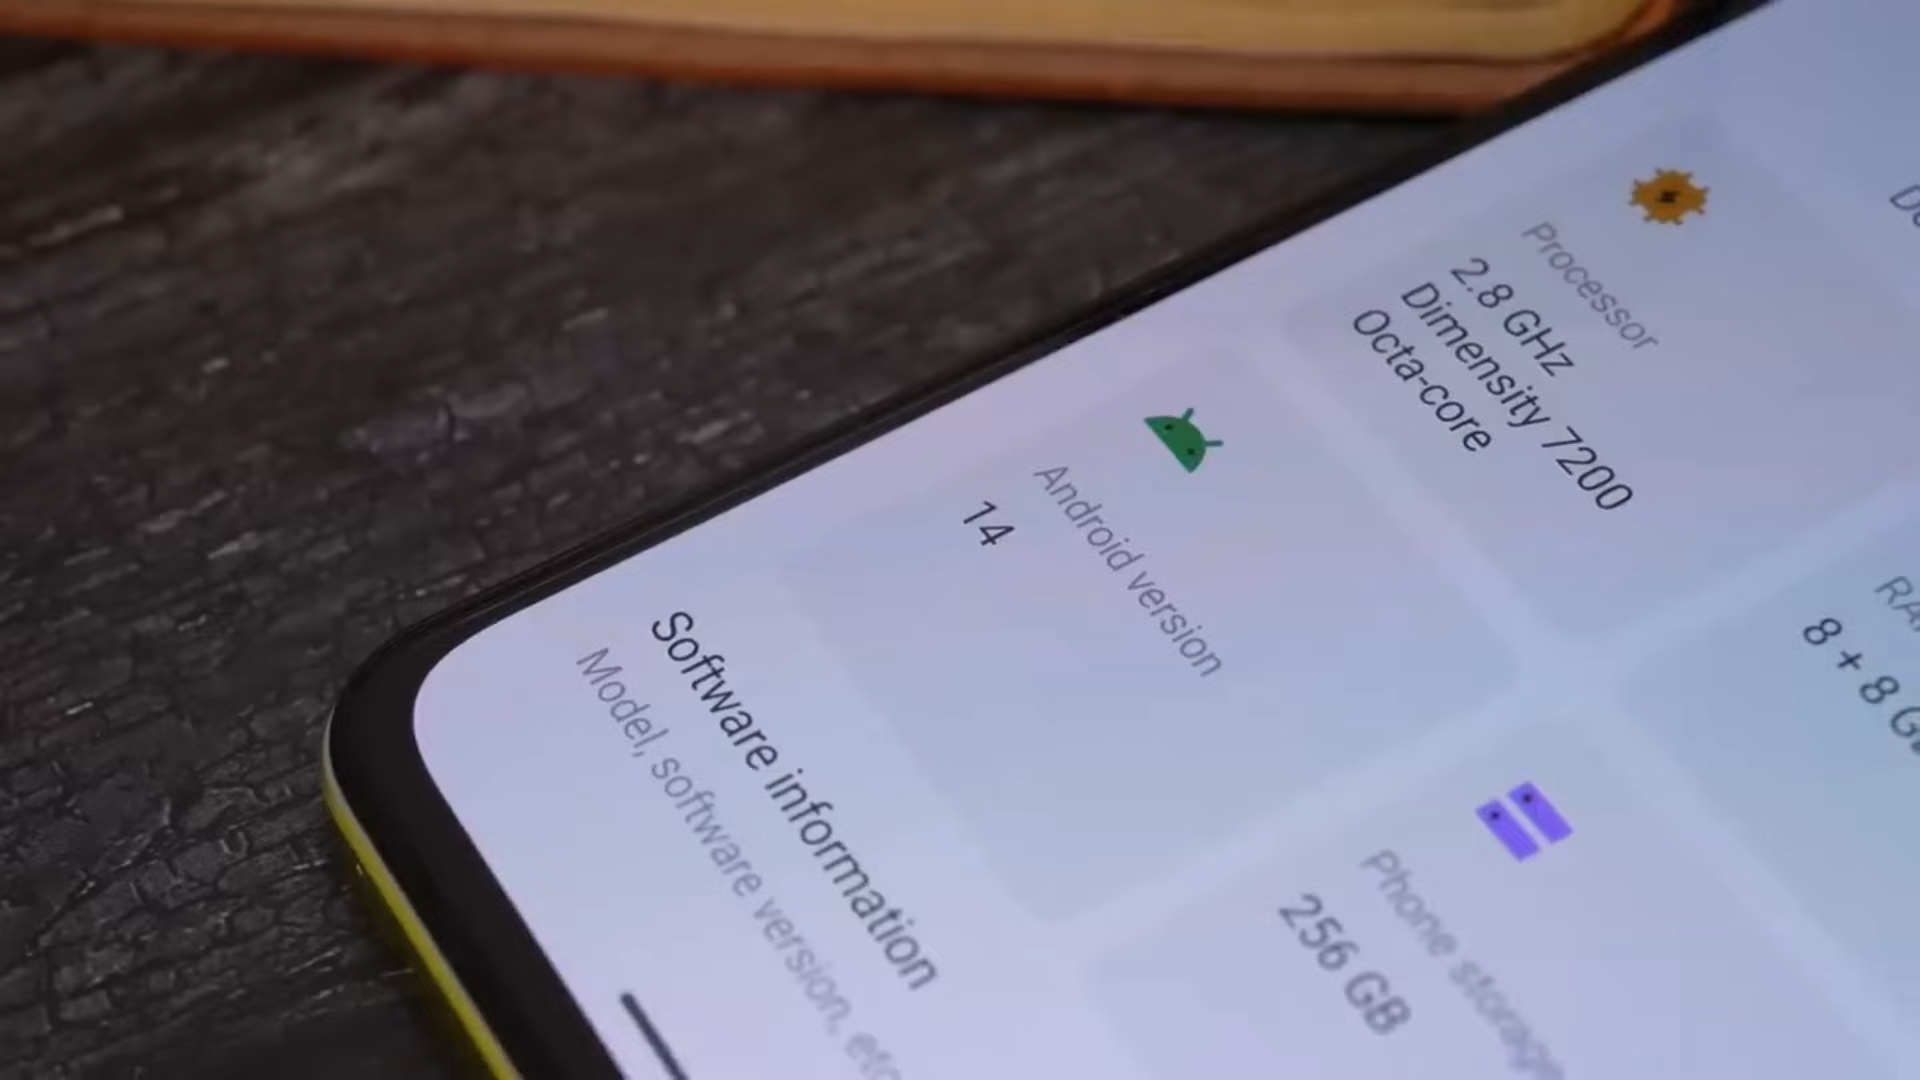 Processor
2.8 GHz
Dimensity 7200
Octa-core
8 + 8
Android version
14
Phone storage
256 GB
Software information
Model, software version, etc